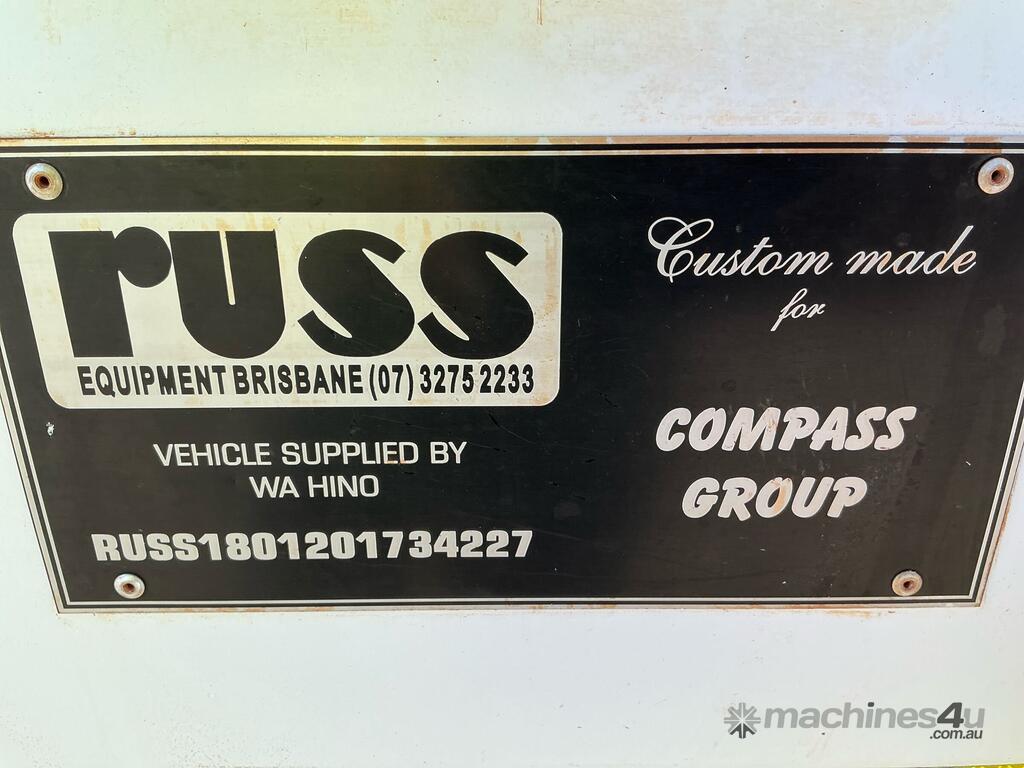 russ
EQUIPMENT BRISBANE (07) 3275 2233
VEHICLE SUPPLIED BY
WA HINO
RUSS1801201734227
Custom made
for
COMPASS
GROUP
machines4u
.com.au